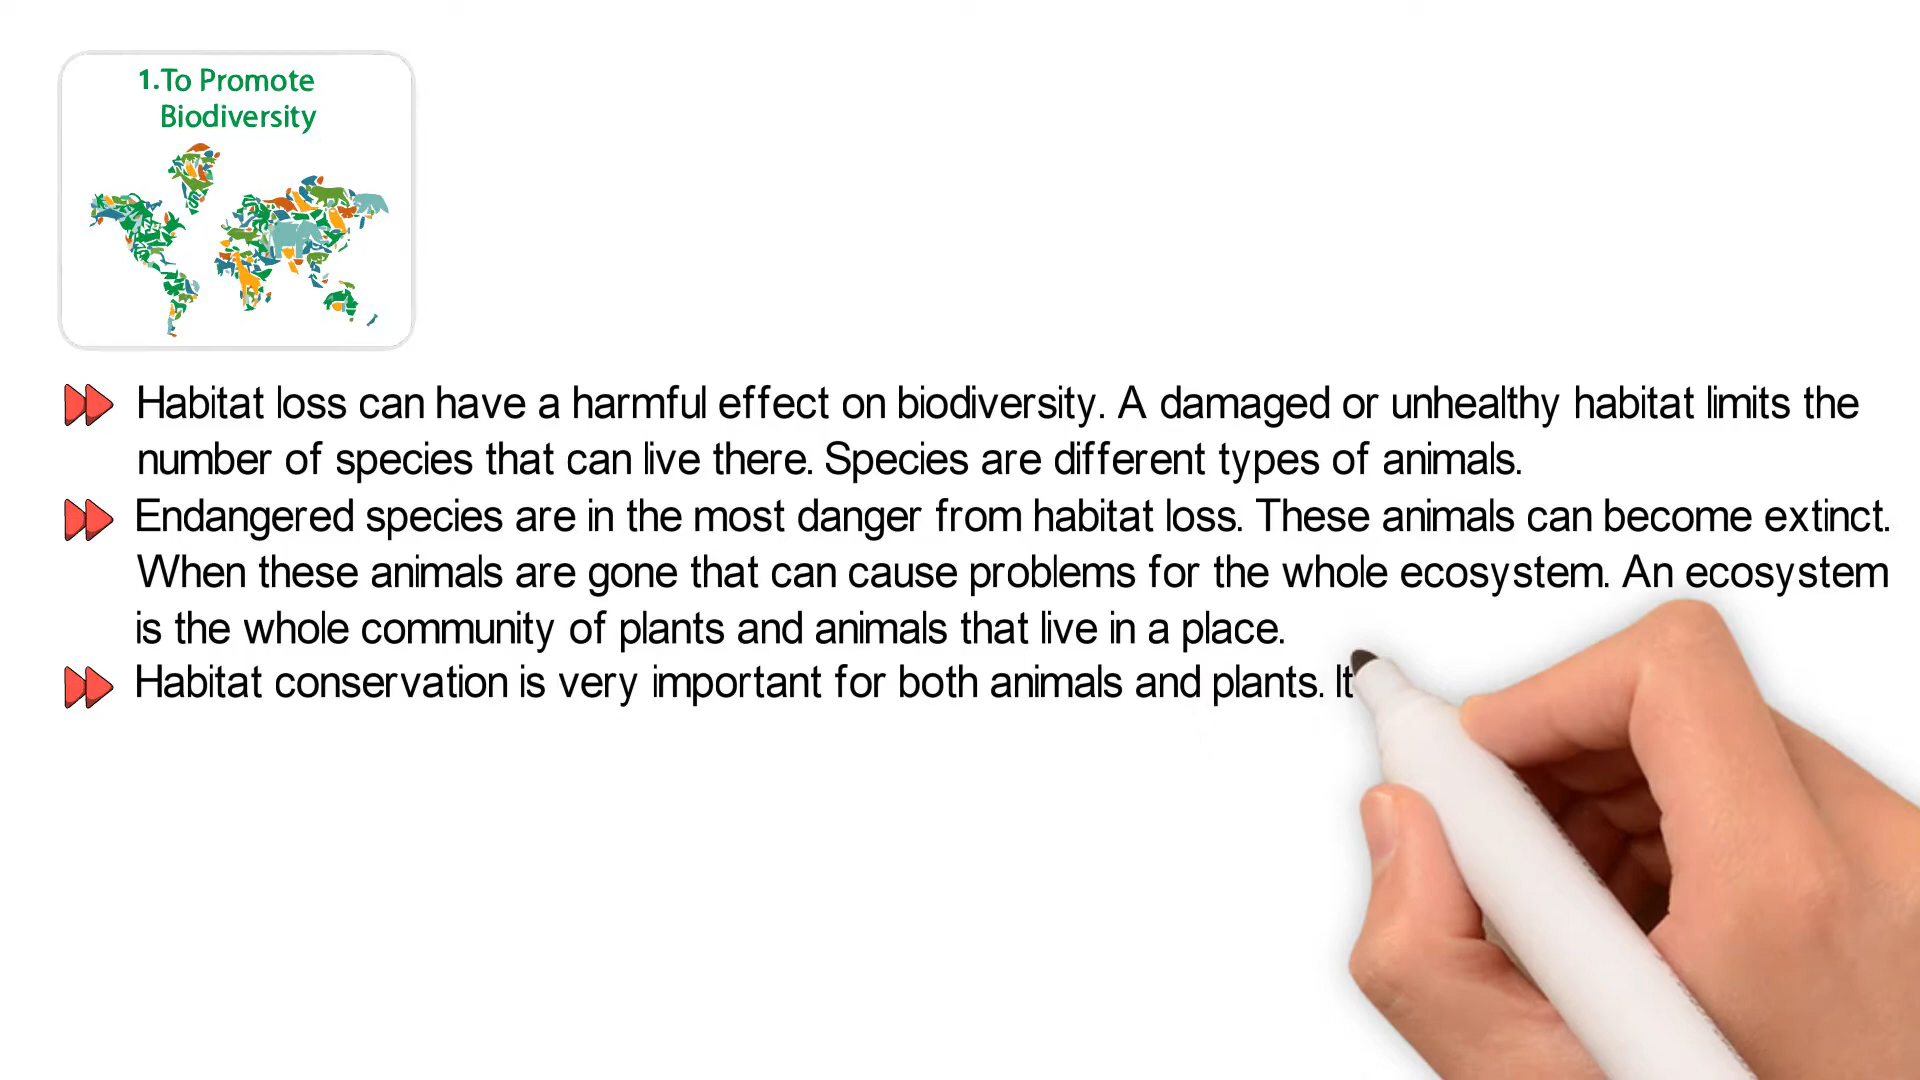 1.To Promote
Biodiversity
Habitat loss can have a harmful effect on biodiversity. A damaged or unhealthy habitat limits the
number of species that can live there. Species are different types of animals.
Endangered species are in the most danger from habitat loss. These animals can become extinct.
When these animals are gone that can cause problems for the whole ecosystem. An ecosystem
is the whole community of plants and animals that live in a place.
Habitat conservation is very important for both animals and plants. It